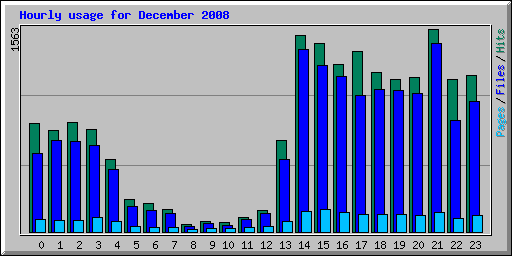 Hourly usage for December 2008
1563
Pages / Files / Hits
0 1 2 3 4 5 6 7 8 9 10 11 12 13 14 15 16 17 18 19 20 21 22 23